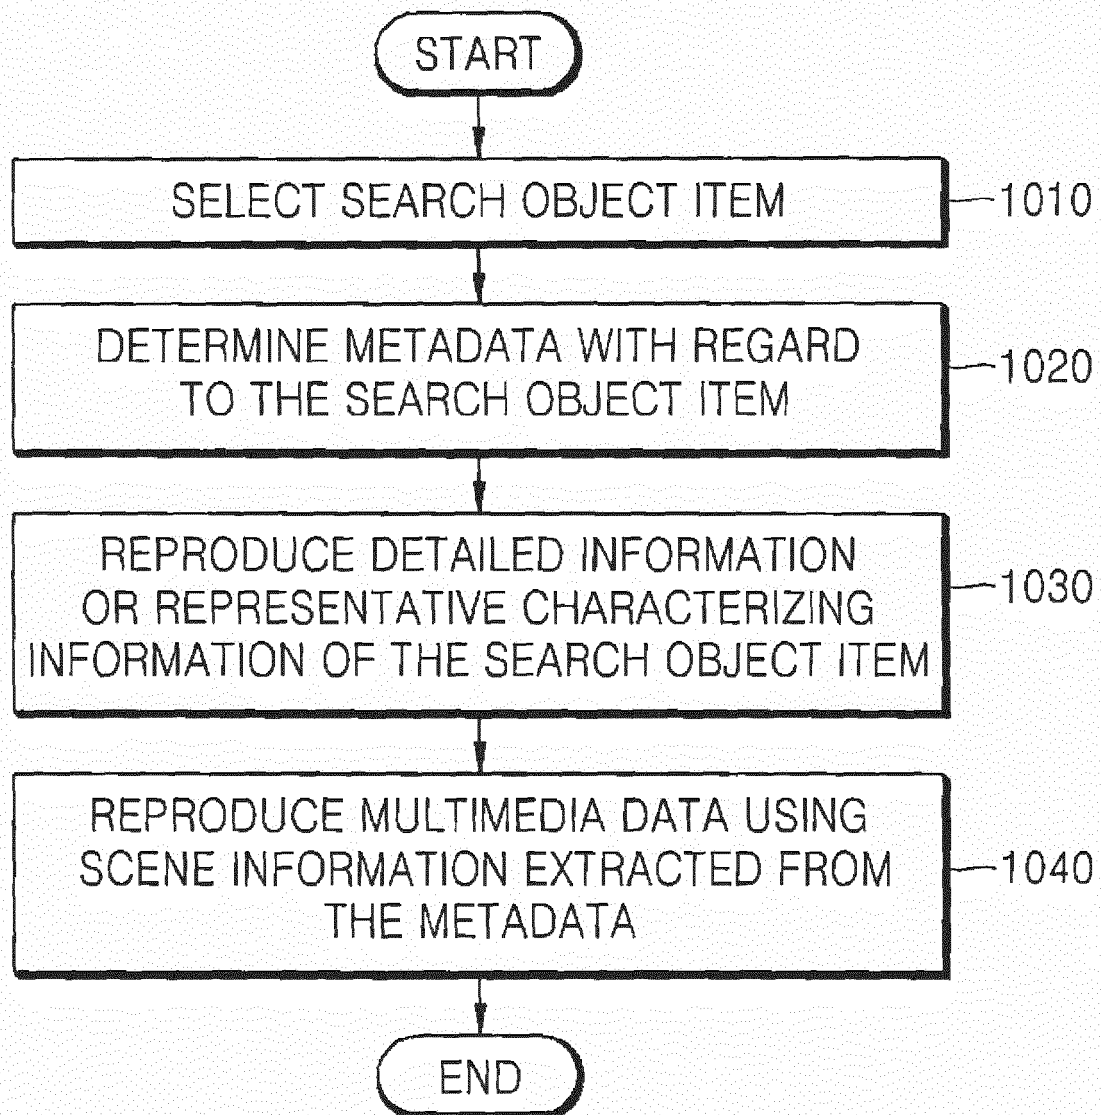 START
SELECT SEARCH OBJECT ITEM
1010
DETERMINE METADATA WITH REGARD
TO THE SEARCH OBJECT ITEM
1020
REPRODUCE DETAILED INFORMATION
OR REPRESENTATIVE CHARACTERIZING
INFORMATION OF THE SEARCH OBJECT ITEM
1030
REPRODUCE MULTIMEDIA DATA USING
SCENE INFORMATION EXTRACTED FROM
THE METADATA
1040
END